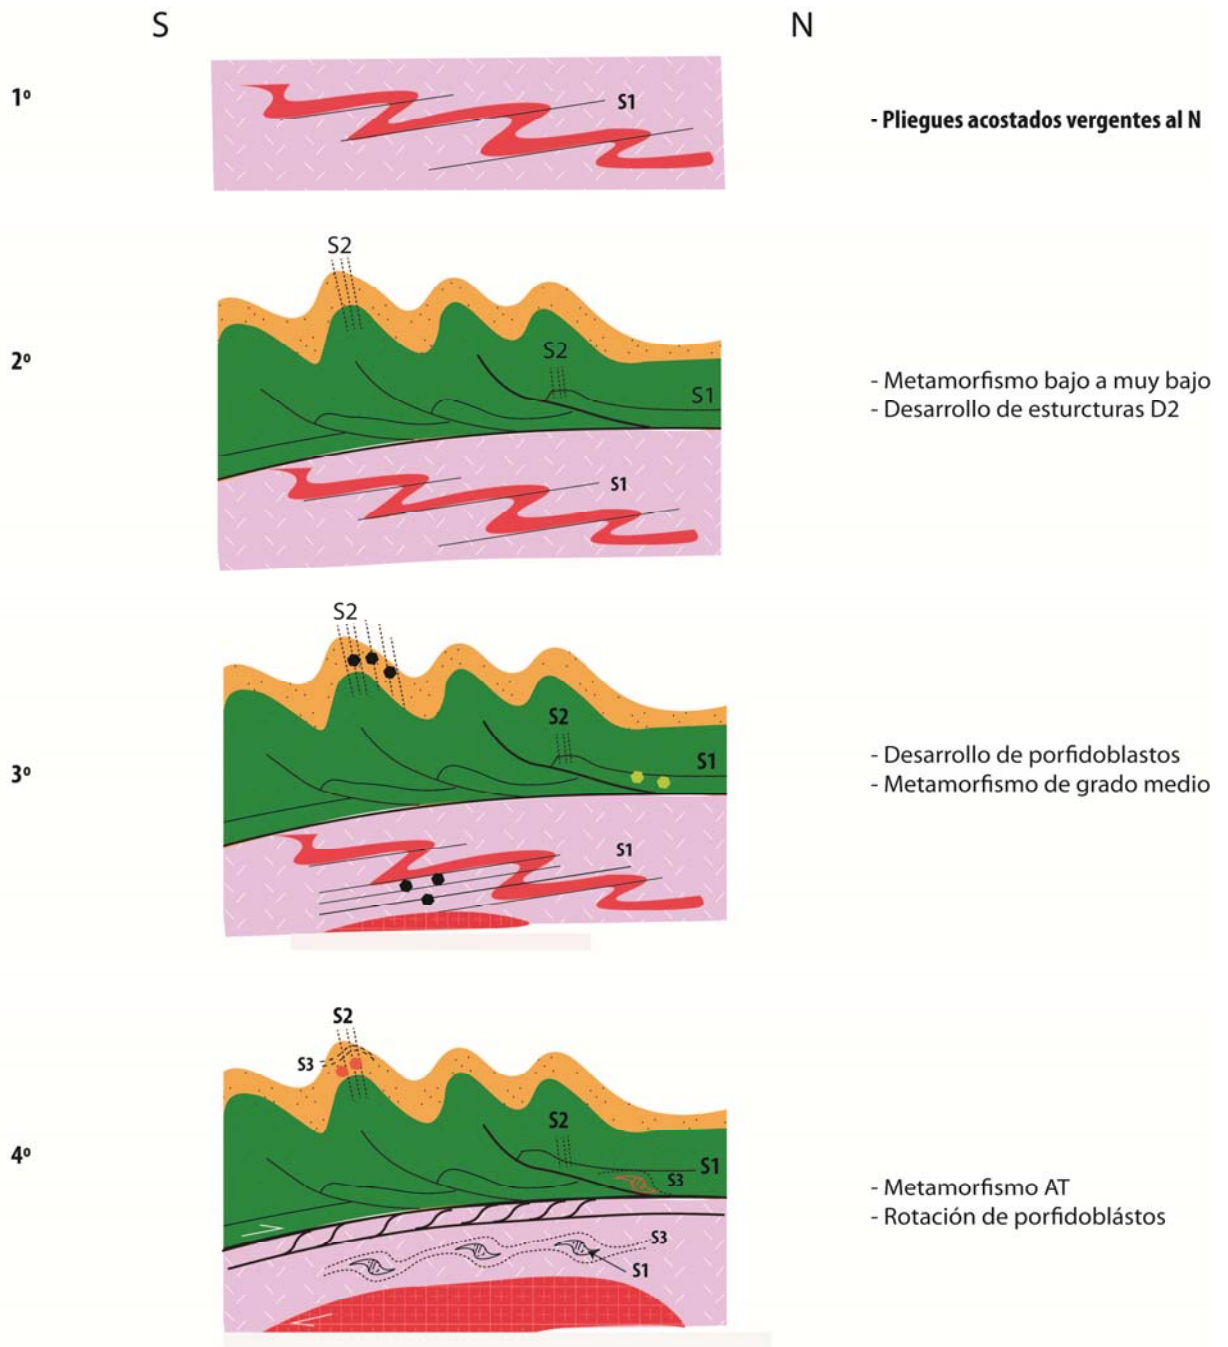 S
N
1º
S1
- Pliegues acostados vergentes al N
S2
2º
S2
S1
- Metamorfismo bajo a muy bajo
- Desarrollo de esturcturas D2
S1
S2
3º
S2
S1
- Desarrollo de porfidoblastos
- Metamorfismo de grado medio
S1
S2
S3
4º
S2
S1
S3
- Metamorfismo AT
- Rotación de porfidoblástos
S3
S1